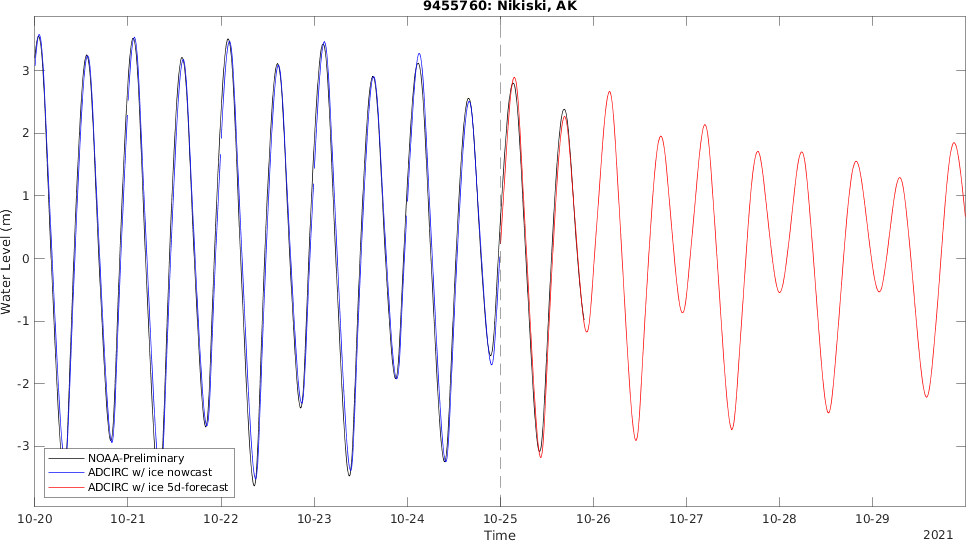 9455760: Nikiski, AK
Water Level (m)
3
2
1
0
-1
-2
-3
NOAA-Preliminary
ADCIRC w/ ice nowcast
ADCIRC w/ ice 5d-forecast
10-20 10-21 10-22 10-23 10-24 10-25 10-26 10-27 10-28 10-29
Time
2021